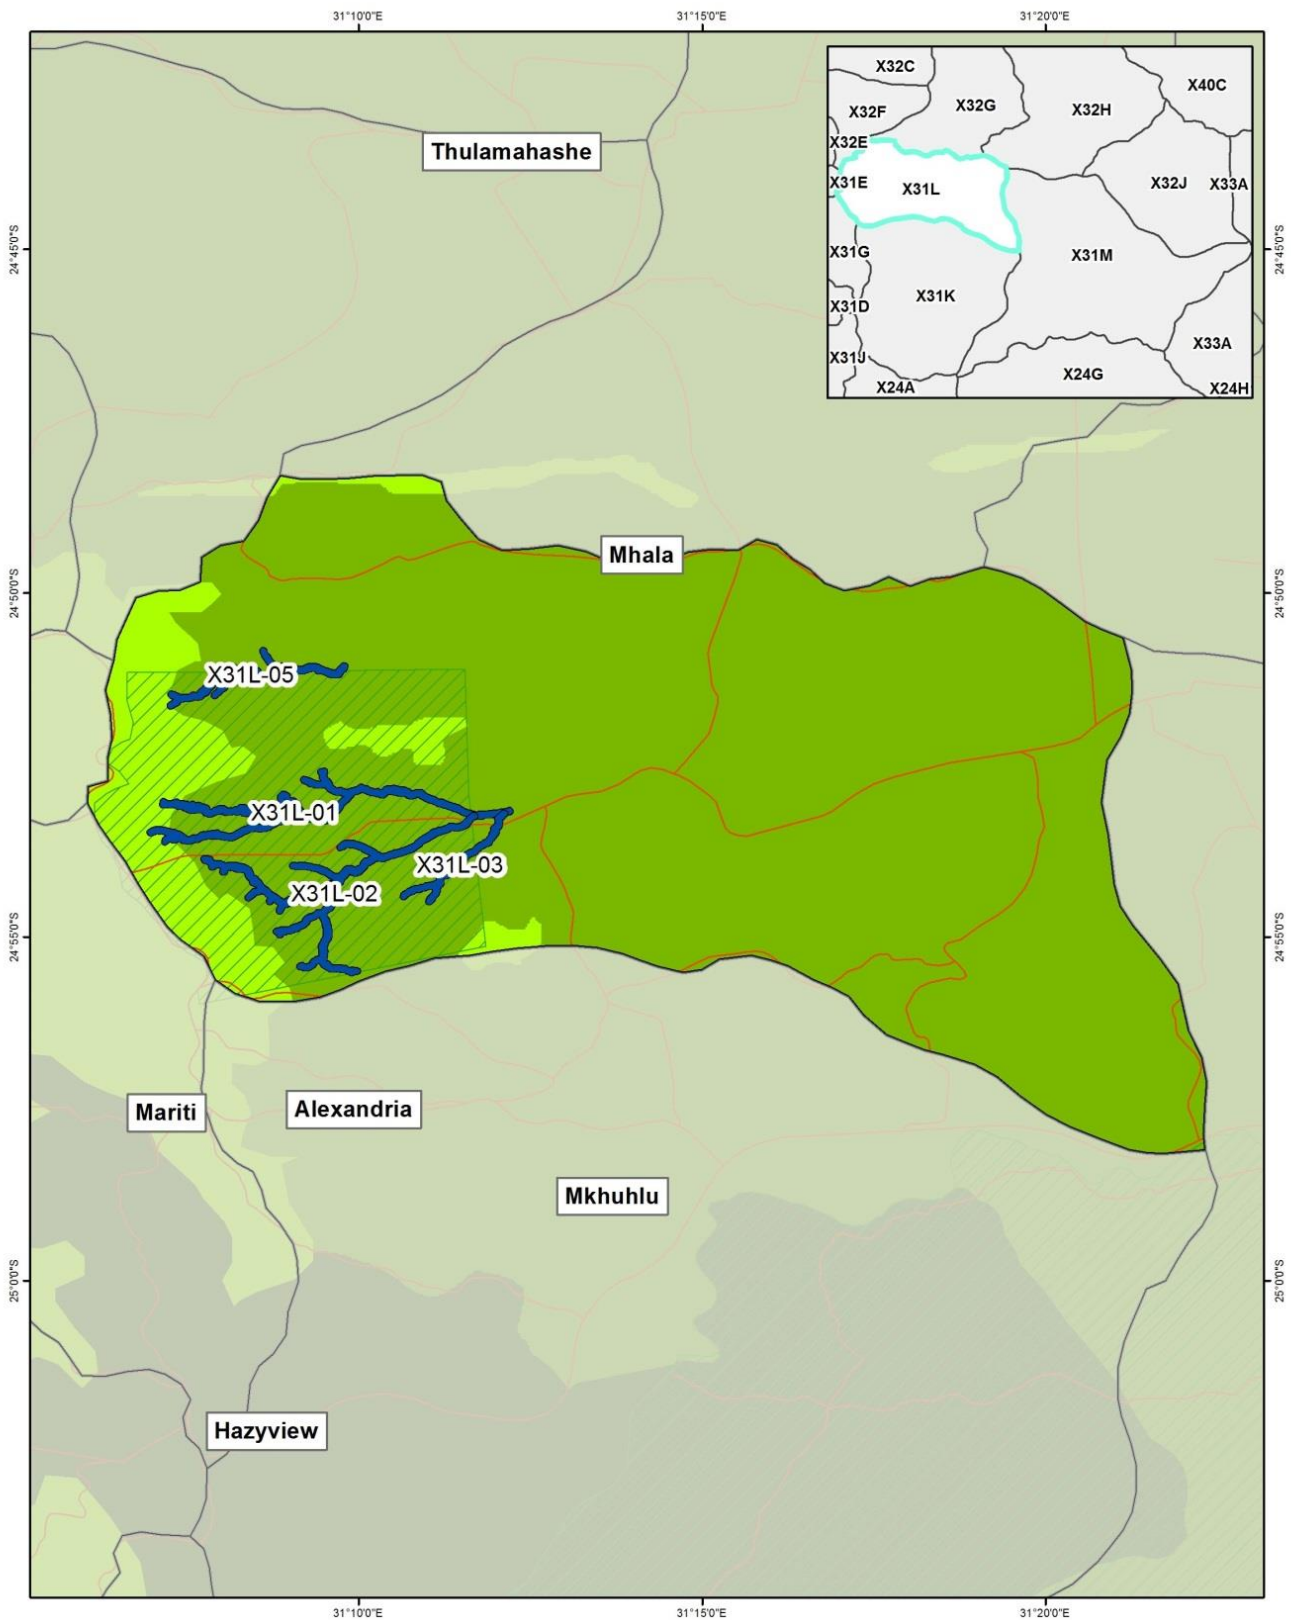 31°10'0"E
31°15'0"E
31°20'0"E
X32C
X40C
X32F
X32G
X32H
X32E
X31E
X31L
X32J
X33A
X31G
X31M
X31K
X31D
X33A
X31J
X24G
X24A
X24H
Thulamahashe
24°45'0"S
24°45'0"S
Mhala
24°50'0"S
24°50'0"S
X31L-05
X31L-01
X31L-03
X31L-02
24°55'0"S
24°55'0"S
Mariti
Alexandria
Mkhuhlu
25°0'0"S
25°0'0"S
Hazyview
31°10'0"E
31°15'0"E
31°20'0"E